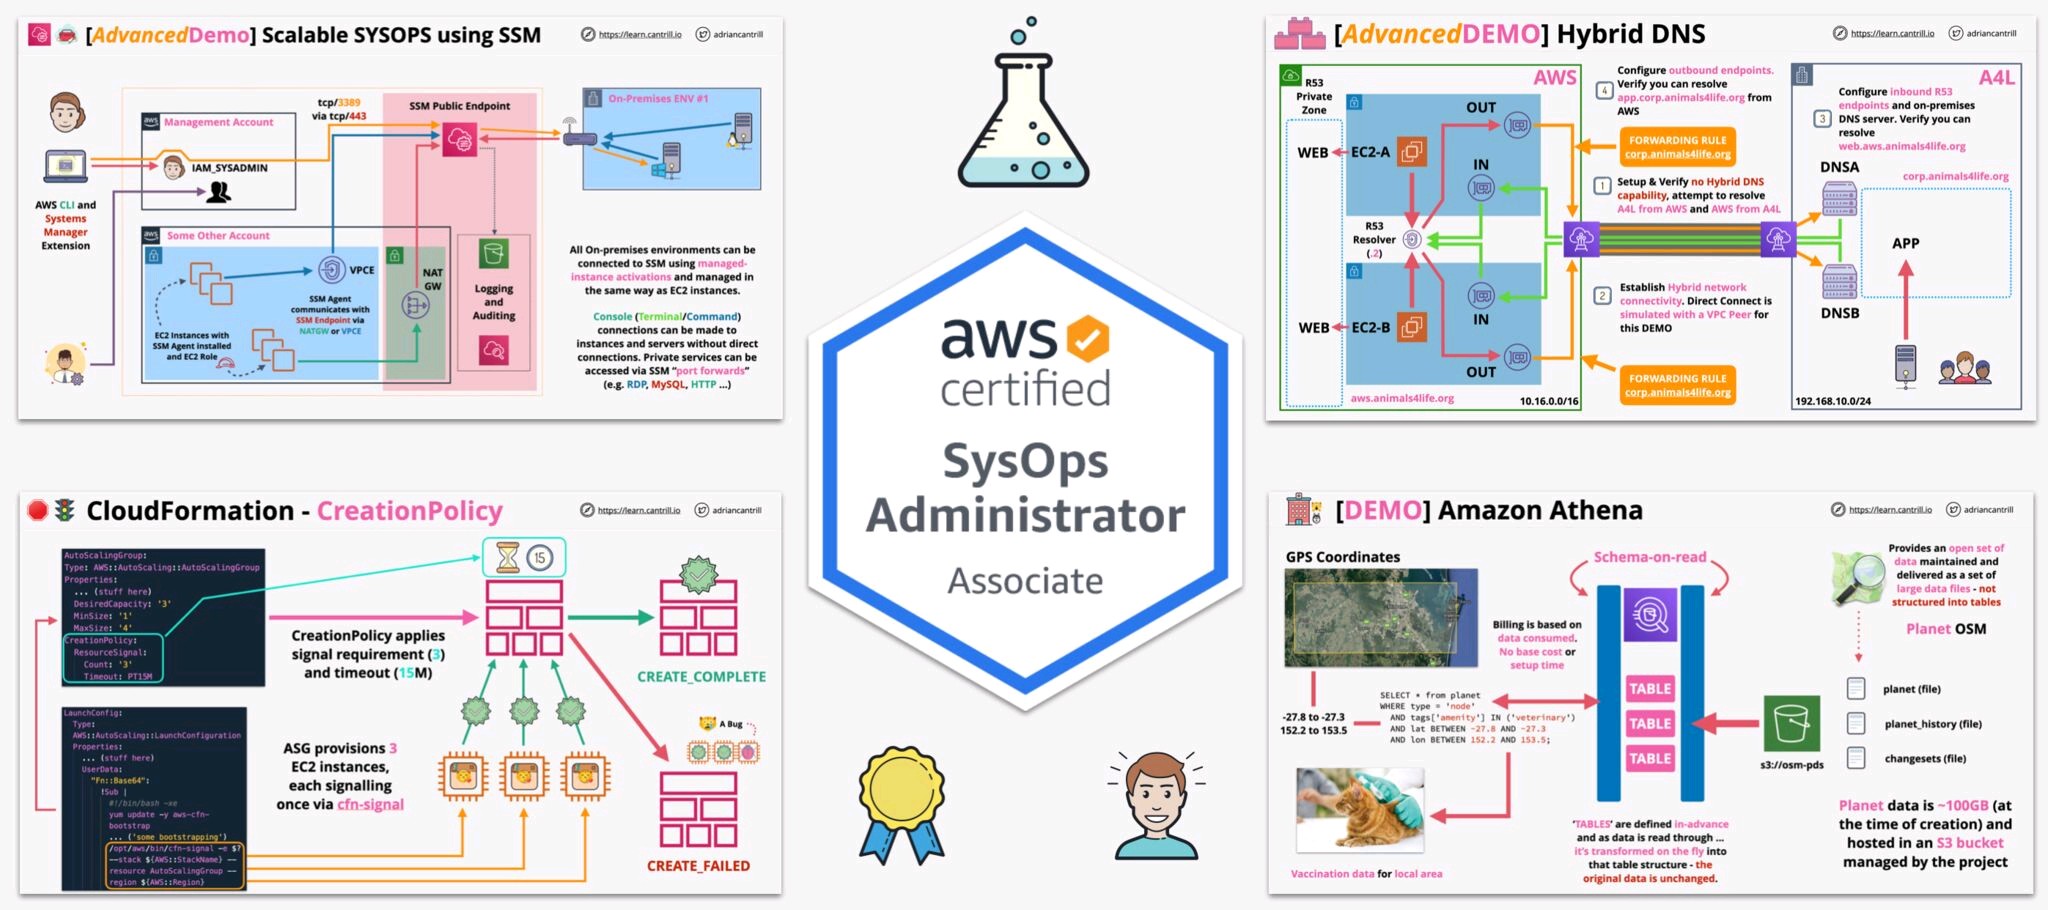 [AdvancedDemo] Scalable SYSOPS using SSM
https://learn.cantrill.io
adriancantrill
tcp/3389
via tcp/443
SSM Public Endpoint
On-Premises ENV #1
aws
Management Account
IAM_SYSADMIN
AWS CLI and
Systems
Manager
Extension
aws
Some Other Account
VPCE
NAT
GW
SSM Agent
communicates with
SSM Endpoint via
NATGW or VPCE
EC2 Instances with
SSM Agent installed
and EC2 Role
Logging
and
Auditing
All On-premises environments can be
connected to SSM using managed-
instance activations and managed in
the same way as EC2 instances.
Console (Terminal/Command)
connections can be made to
instances and servers without direct
connections. Private services can be
accessed via SSM "port forwards"
(e.g. RDP, MySQL, HTTP ...)
aws
certified
SysOps
Administrator
Associate
[AdvancedDEMO] Hybrid DNS
https://learn.cantrill.io
adriancantrill
R53
Private
Zone
AWS
WEB
EC2-A
OUT
IN
R53
Resolver
(.2)
WEB
EC2-B
IN
OUT
aws.animals4life.org
10.16.0.0/16
4
Configure outbound endpoints.
Verify you can resolve
app.corp.animals4life.org from
AWS
FORWARDING RULE
corp.animals4life.org
1
Setup & Verify no Hybrid DNS
capability, attempt to resolve
A4L from AWS and AWS from A4L
2
Establish Hybrid network
connectivity. Direct Connect is
simulated with a VPC Peer for
this DEMO
FORWARDING RULE
corp.animals4life.org
A4L
3
Configure inbound R53
endpoints and on-premises
DNS server. Verify you can
resolve
web.aws.animals4life.org
DNSA
corp.animals4life.org
APP
DNSB
192.168.10.0/24
CloudFormation - CreationPolicy
https://learn.cantrill.io
adriancantrill
AutoScalingGroup:
Type: AWS::AutoScaling::AutoScalingGroup
Properties:
... (stuff here)
DesiredCapacity: '3'
MinSize: '1'
MaxSize: '4'
CreationPolicy:
ResourceSignal:
Count: '3'
Timeout: PT15M
LaunchConfig:
Type:
AWS::AutoScaling::LaunchConfiguration
Properties:
... (stuff here)
UserData:
"Fn::Base64":
!Sub |
#!/bin/bash -xe
yum update -y aws-cfn-
bootstrap
... ('some bootstrapping')
/opt/aws/bin/cfn-signal -e $?
--stack ${AWS::StackName} --
resource AutoScalingGroup --
region ${AWS::Region}
15
CreationPolicy applies
signal requirement (3)
and timeout (15M)
ASG provisions 3
EC2 instances,
each signalling
once via cfn-signal
CREATE_COMPLETE
A Bug
CREATE_FAILED
[DEMO] Amazon Athena
https://learn.cantrill.io
adriancantrill
GPS Coordinates
-27.8 to -27.3
152.2 to 153.5
SELECT * from planet
WHERE type = 'node'
AND tags['amenity'] IN ('veterinary')
AND lat BETWEEN -27.8 AND -27.3
AND lon BETWEEN 152.2 AND 153.5;
Vaccination data for local area
Billing is based on
data consumed.
No base cost or
setup time
Schema-on-read
TABLE
TABLE
TABLE
'TABLES' are defined in-advance
and as data is read through ...
it's transformed on the fly into
that table structure - the
original data is unchanged.
s3://osm-pds
Provides an open set of
data maintained and
delivered as a set of
large data files - not
structured into tables
Planet OSM
planet (file)
planet_history (file)
changesets (file)
Planet data is ~100GB (at
the time of creation) and
hosted in an S3 bucket
managed by the project